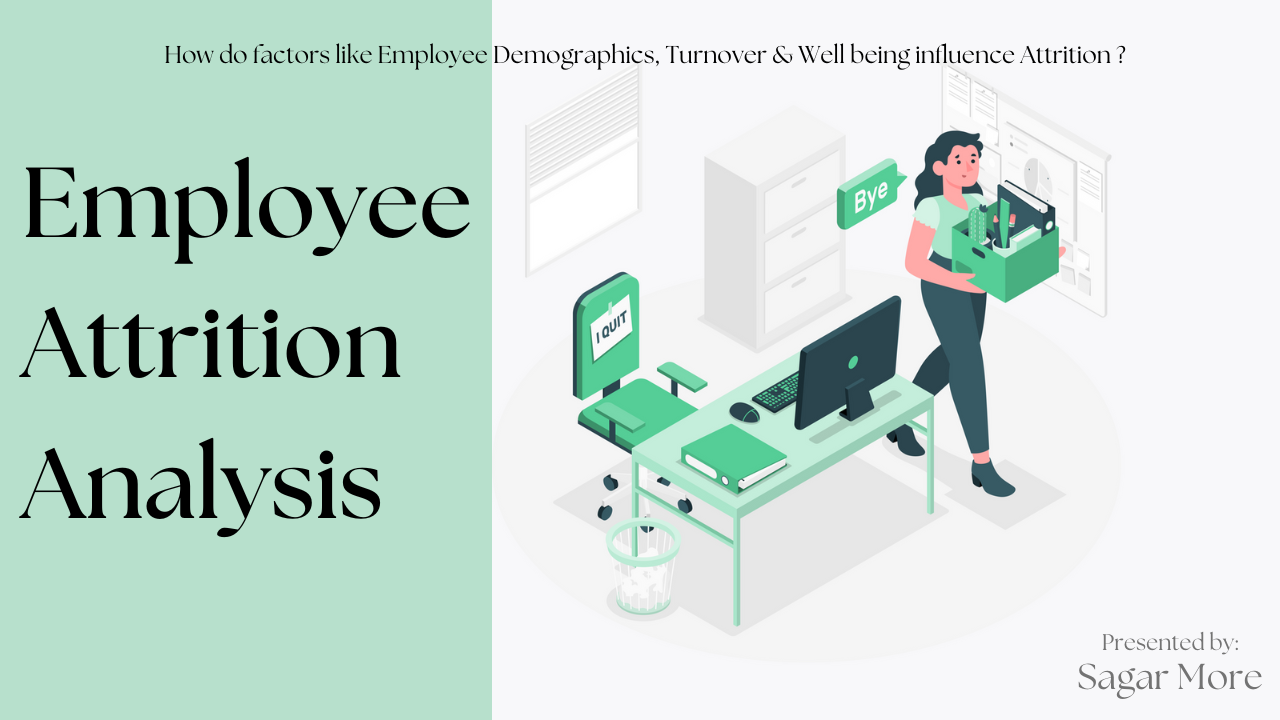 How do factors like Employee Demographics, Turnover & Well being influence Attrition ?
Employee
Attrition
Analysis
Bye
I QUIT
Presented by:
Sagar More